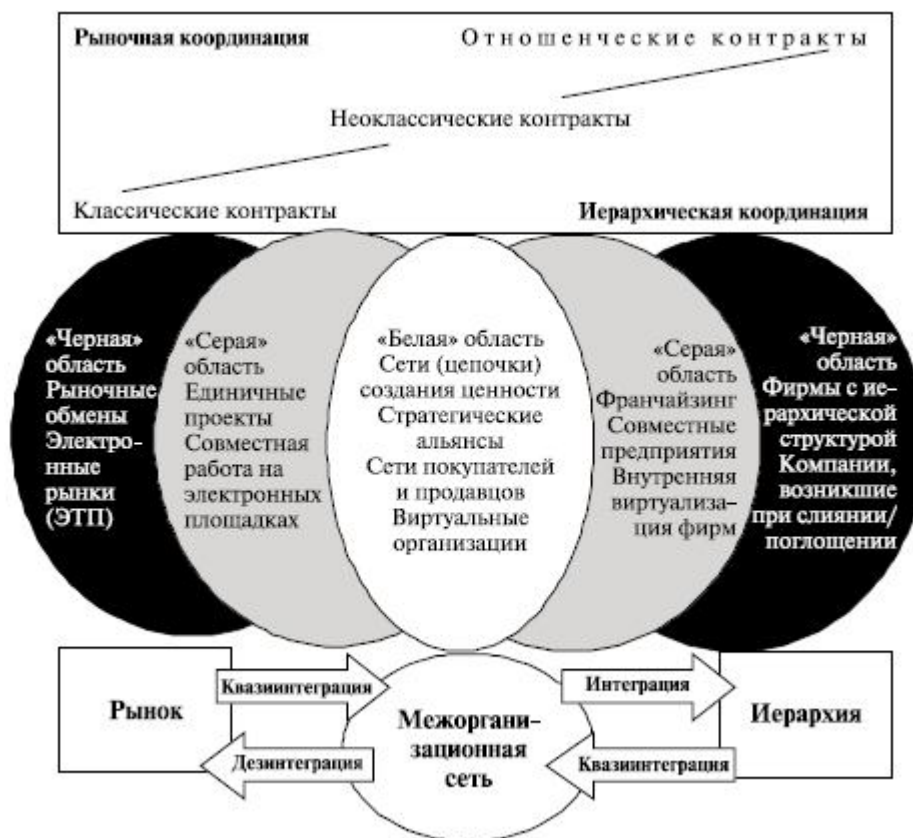 Рыночная координация
Отношенческие контракты
Неоклассические контракты
Классические контракты
Иерархическая координация
«Черная»
область
Рыночные
обмены
Электро-
нные
рынки
(ЭТП)
«Серая»
область
Единичные
проекты
Совместная
работа на
электронных
площадках
«Белая» область
Сети (цепочки)
создания ценности
Стратегические
альянсы
Сети покупателей
и продавцов
Виртуальные
организации
«Серая»
область
Франчайзинг
Совместные
предприятия
Внутренняя
виртуализа-
ция фирм
«Черная»
область
Фирмы с ие-
рархической
структурой
Компании,
возникшие
при слиянии/
поглощении
Рынок
Квазиинтеграция
Дезинтеграция
Межоргани-
зационная
сеть
Интеграция
Квазиинтеграция
Иерархия